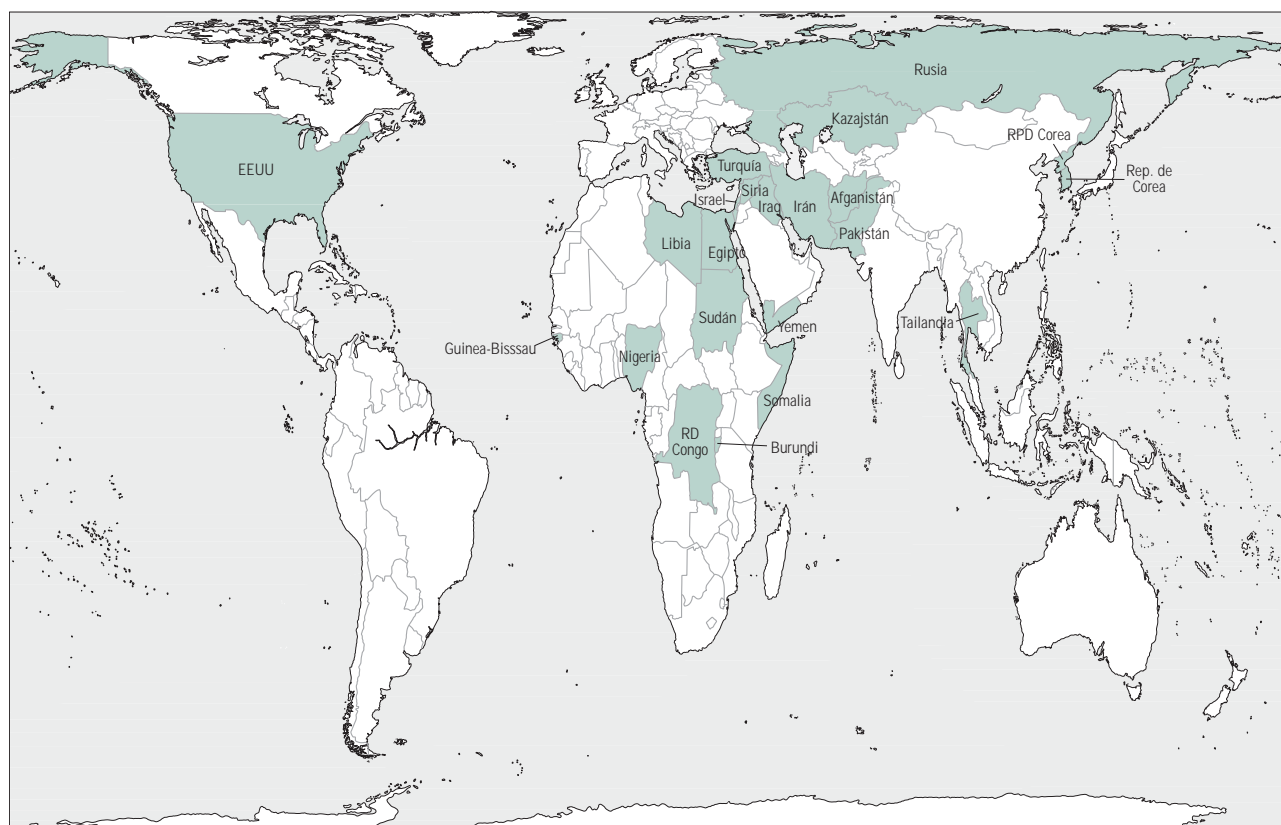 Rusia
Kazajstán
RPD Corea
EEUU
Turquía
Rep. de
Corea
Siria
Afganistán
Israel
Iraq
Irán
Pakistán
Libia
Egipto
Sudán
Tailandia
Yemen
Guinea-Bisssau
Nigeria
Somalia
RD
Congo
Burundi